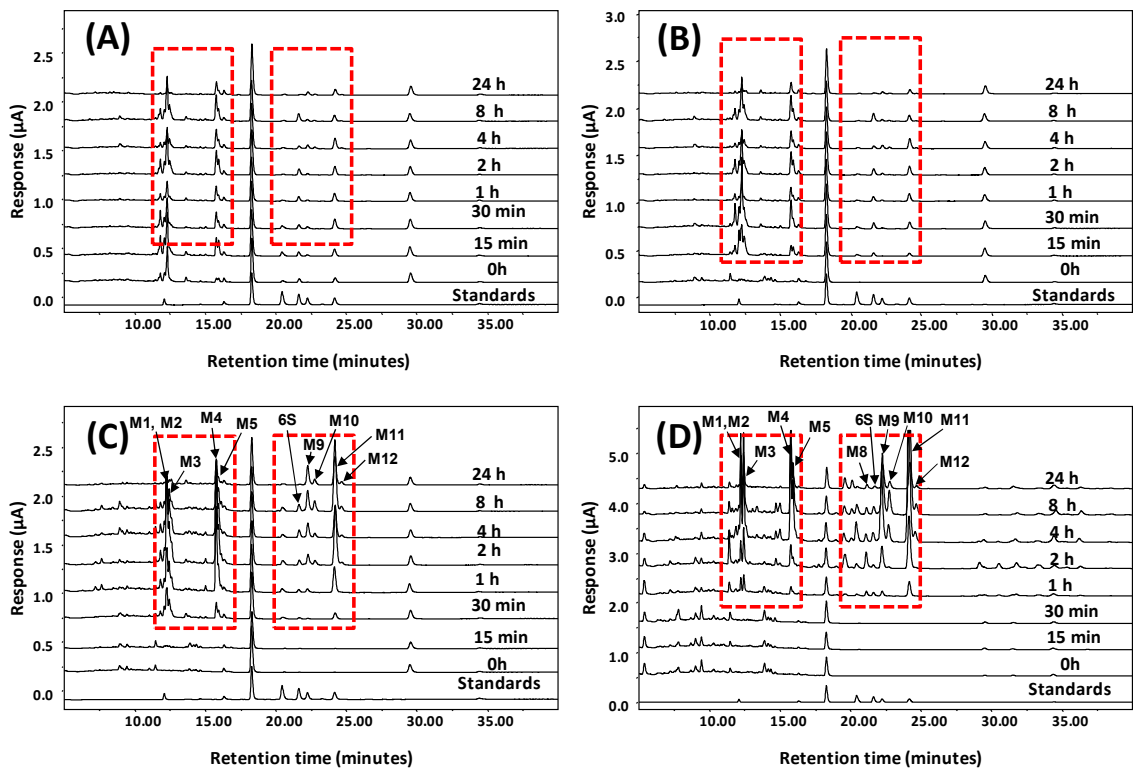 (A)
2.5
2.0
1.5
1.0
0.5
0.0
Response (µA)
24 h
8 h
4 h
2 h
1 h
30 min
15 min
0h
Standards
10.00 15.00 20.00 25.00 30.00 35.00
Retention time (minutes)
(B)
3.0
2.5
2.0
1.5
1.0
0.5
0.0
Response (µA)
24 h
8 h
4 h
2 h
1 h
30 min
15 min
0h
Standards
10.00 15.00 20.00 25.00 30.00 35.00
Retention time (minutes)
(C)
2.5
2.0
1.5
1.0
0.5
0.0
Response (µA)
M1, M2
M3
M4
M5
6S
M9
M10
M11
M12
24 h
8 h
4 h
2 h
1 h
30 min
15 min
0h
Standards
10.00 15.00 20.00 25.00 30.00 35.00
Retention time (minutes)
(D)
5.0
4.0
3.0
2.0
1.0
0.0
Response (µA)
M1,M2
M3
M4
M5
M8
6S
M9
M10
M11
M12
24 h
8 h
4 h
2 h
1 h
30 min
15 min
0h
Standards
10.00 15.00 20.00 25.00 30.00 35.00
Retention time (minutes)